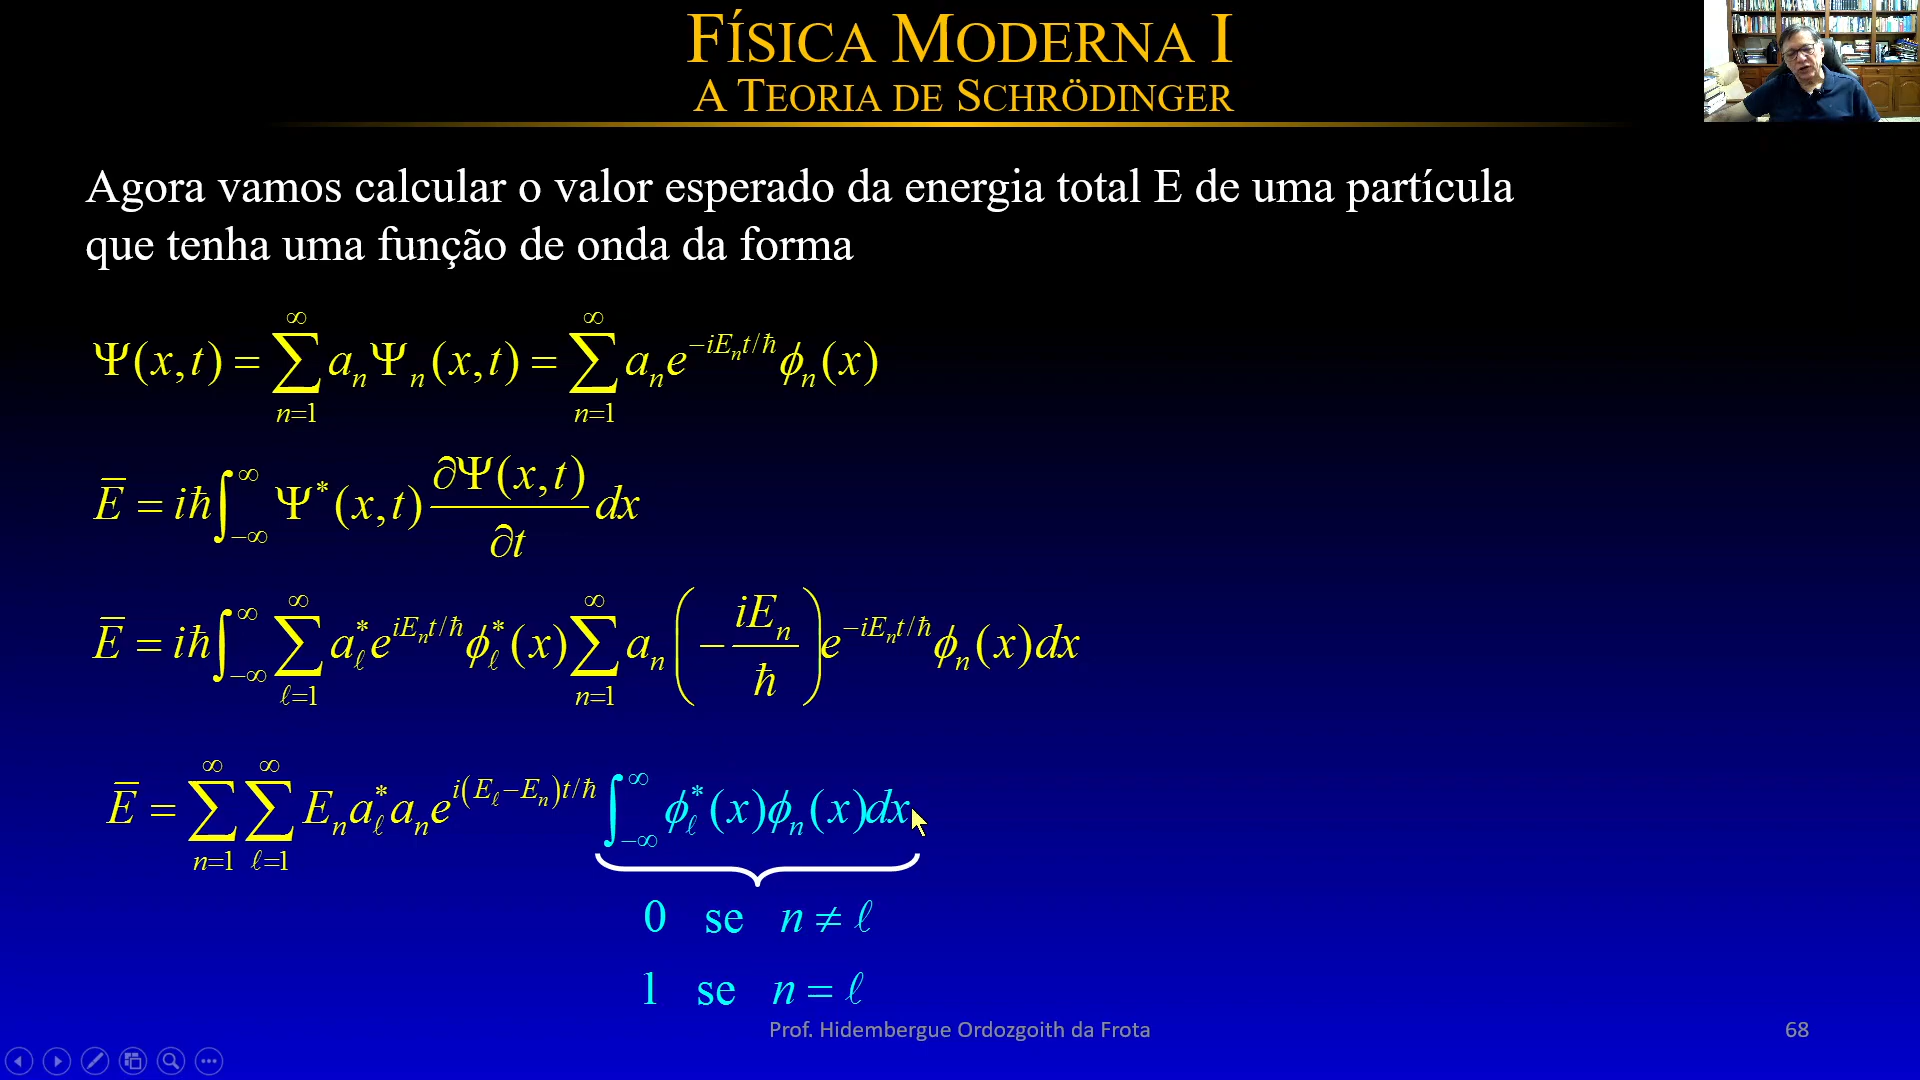 FÍSICA MODERNA I
A TEORIA DE SCHRÖDINGER
Agora vamos calcular o valor esperado da energia total E de uma partícula
que tenha uma função de onda da forma
Ψ(x,t) = ∑_{n=1}^{∞} a_n Ψ_n(x,t) = ∑_{n=1}^{∞} a_n e^{−iE_n t/ħ} ϕ_n(x)
E̅ = iħ ∫_{−∞}^{∞} Ψ^*(x,t) ∂Ψ(x,t)/∂t dx
E̅ = iħ ∫_{−∞}^{∞} ∑_{ℓ=1}^{∞} a_ℓ^* e^{iE_n t/ħ} ϕ_ℓ^*(x) ∑_{n=1}^{∞} a_n (−iE_n/ħ) e^{−iE_n t/ħ} ϕ_n(x)dx
E̅ = ∑_{n=1}^{∞} ∑_{ℓ=1}^{∞} E_n a_ℓ^* a_n e^{i(E_ℓ−E_n)t/ħ} ∫_{−∞}^{∞} ϕ_ℓ^*(x)ϕ_n(x)dx
0 se n ≠ ℓ
1 se n = ℓ
Prof. Hidembergue Ordozgoith da Frota
68